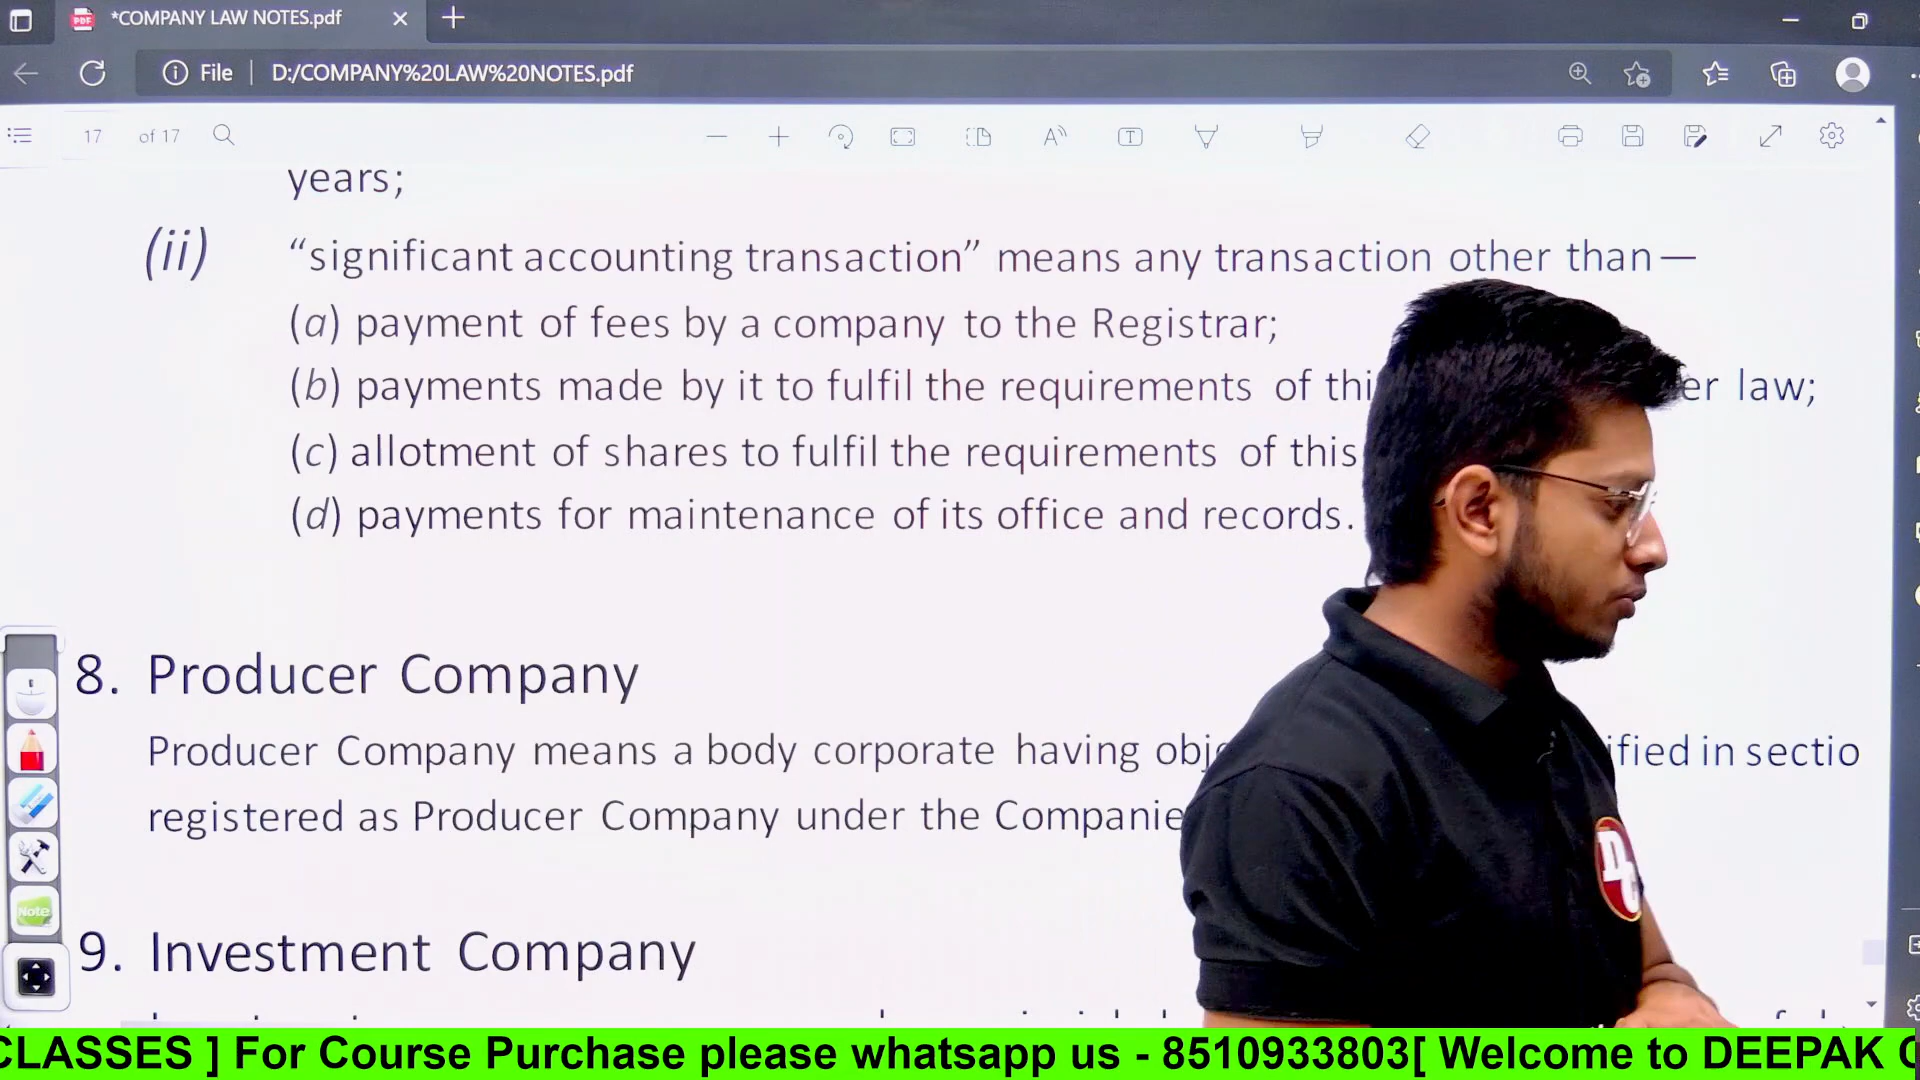 *COMPANY LAW NOTES.pdf
File D:/COMPANY%20LAW%20NOTES.pdf
17 of 17
years;
(ii) “significant accounting transaction” means any transaction other than—
(a) payment of fees by a company to the Registrar;
(b) payments made by it to fulfil the requirements of thi er law;
(c) allotment of shares to fulfil the requirements of this
(d) payments for maintenance of its office and records.
8. Producer Company
Producer Company means a body corporate having obj ified in sectio
registered as Producer Company under the Companie
9. Investment Company
Note
CLASSES ] For Course Purchase please whatsapp us - 8510933803[ Welcome to DEEPAK